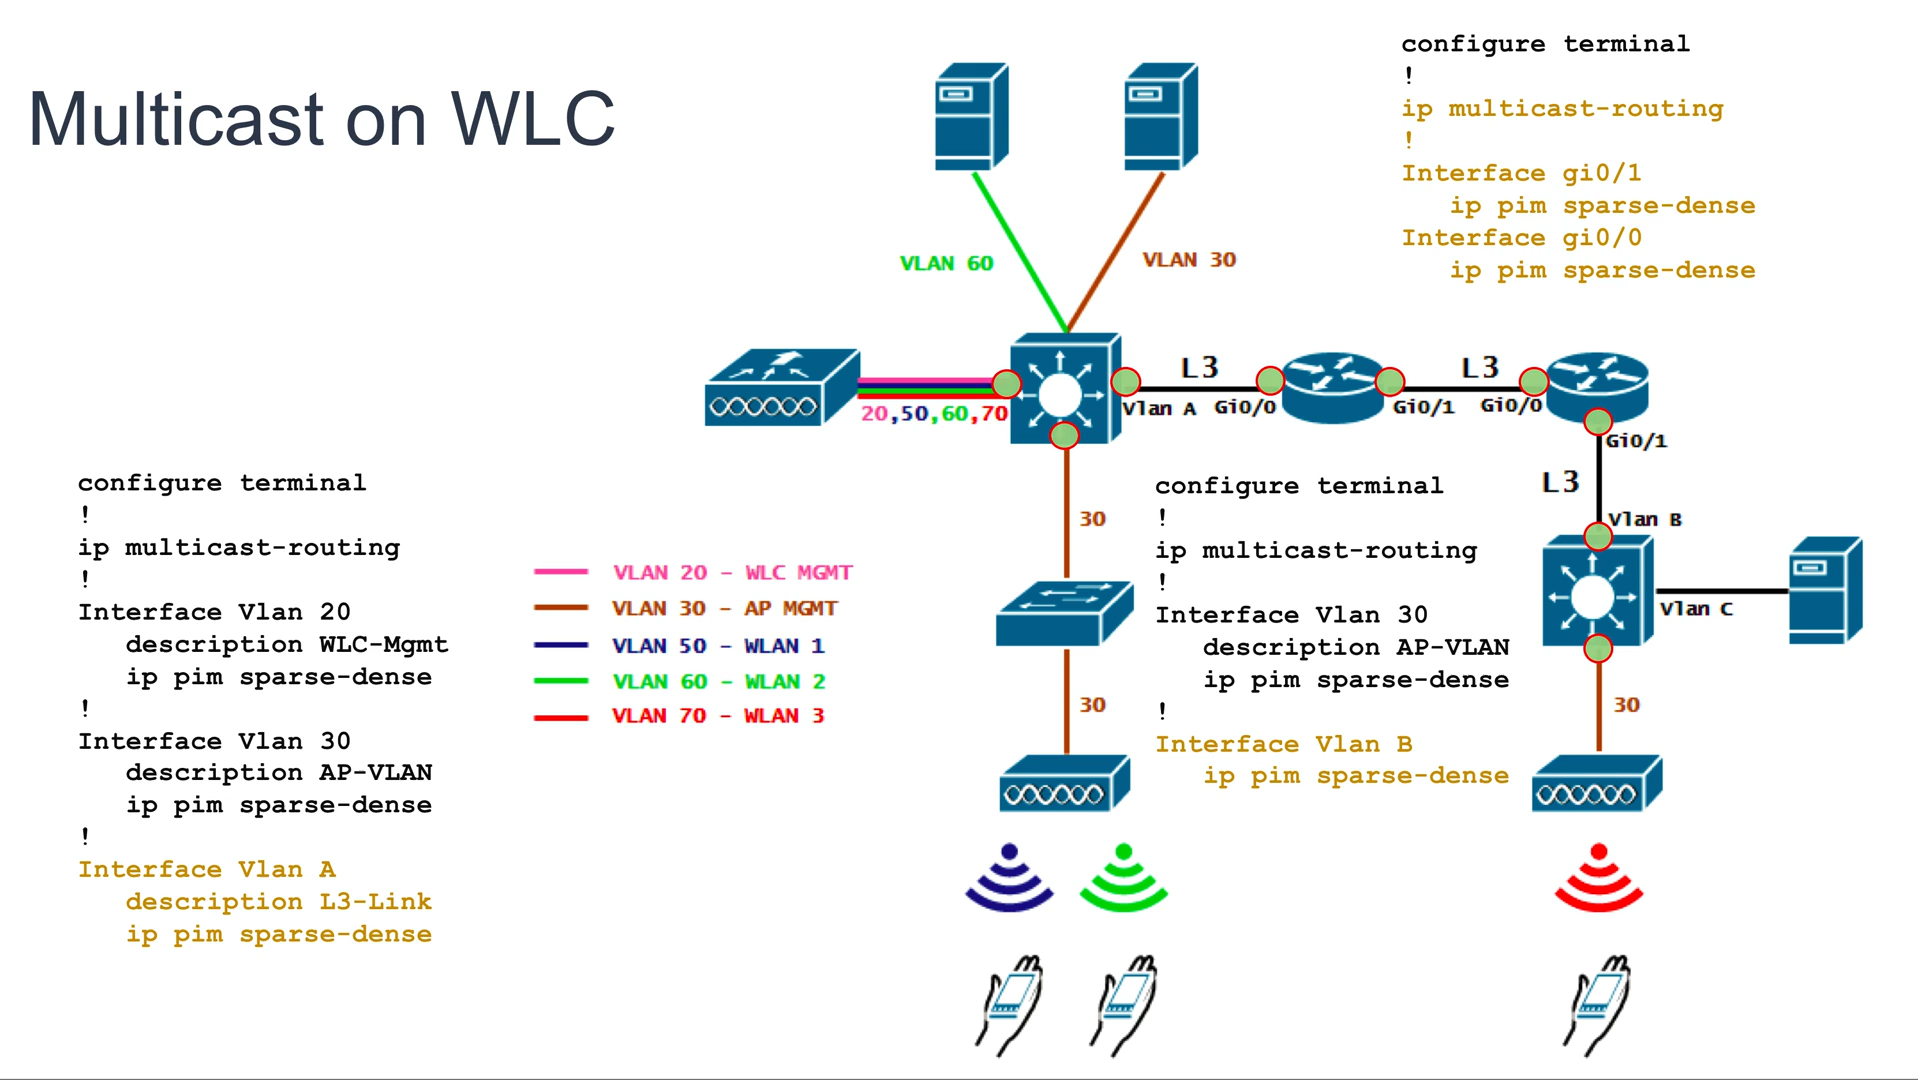 Multicast on WLC
configure terminal
!
ip multicast-routing
!
Interface gi0/1
ip pim sparse-dense
Interface gi0/0
ip pim sparse-dense
VLAN 60
VLAN 30
20,50,60,70
L3
Vlan A
Gi0/0
L3
Gi0/1
Gi0/0
Gi0/1
L3
Vlan B
Vlan C
30
30
30
configure terminal
!
ip multicast-routing
!
Interface Vlan 20
description WLC-Mgmt
ip pim sparse-dense
!
Interface Vlan 30
description AP-VLAN
ip pim sparse-dense
!
Interface Vlan A
description L3-Link
ip pim sparse-dense
VLAN 20 - WLC MGMT
VLAN 30 - AP MGMT
VLAN 50 - WLAN 1
VLAN 60 - WLAN 2
VLAN 70 - WLAN 3
configure terminal
!
ip multicast-routing
!
Interface Vlan 30
description AP-VLAN
ip pim sparse-dense
!
Interface Vlan B
ip pim sparse-dense